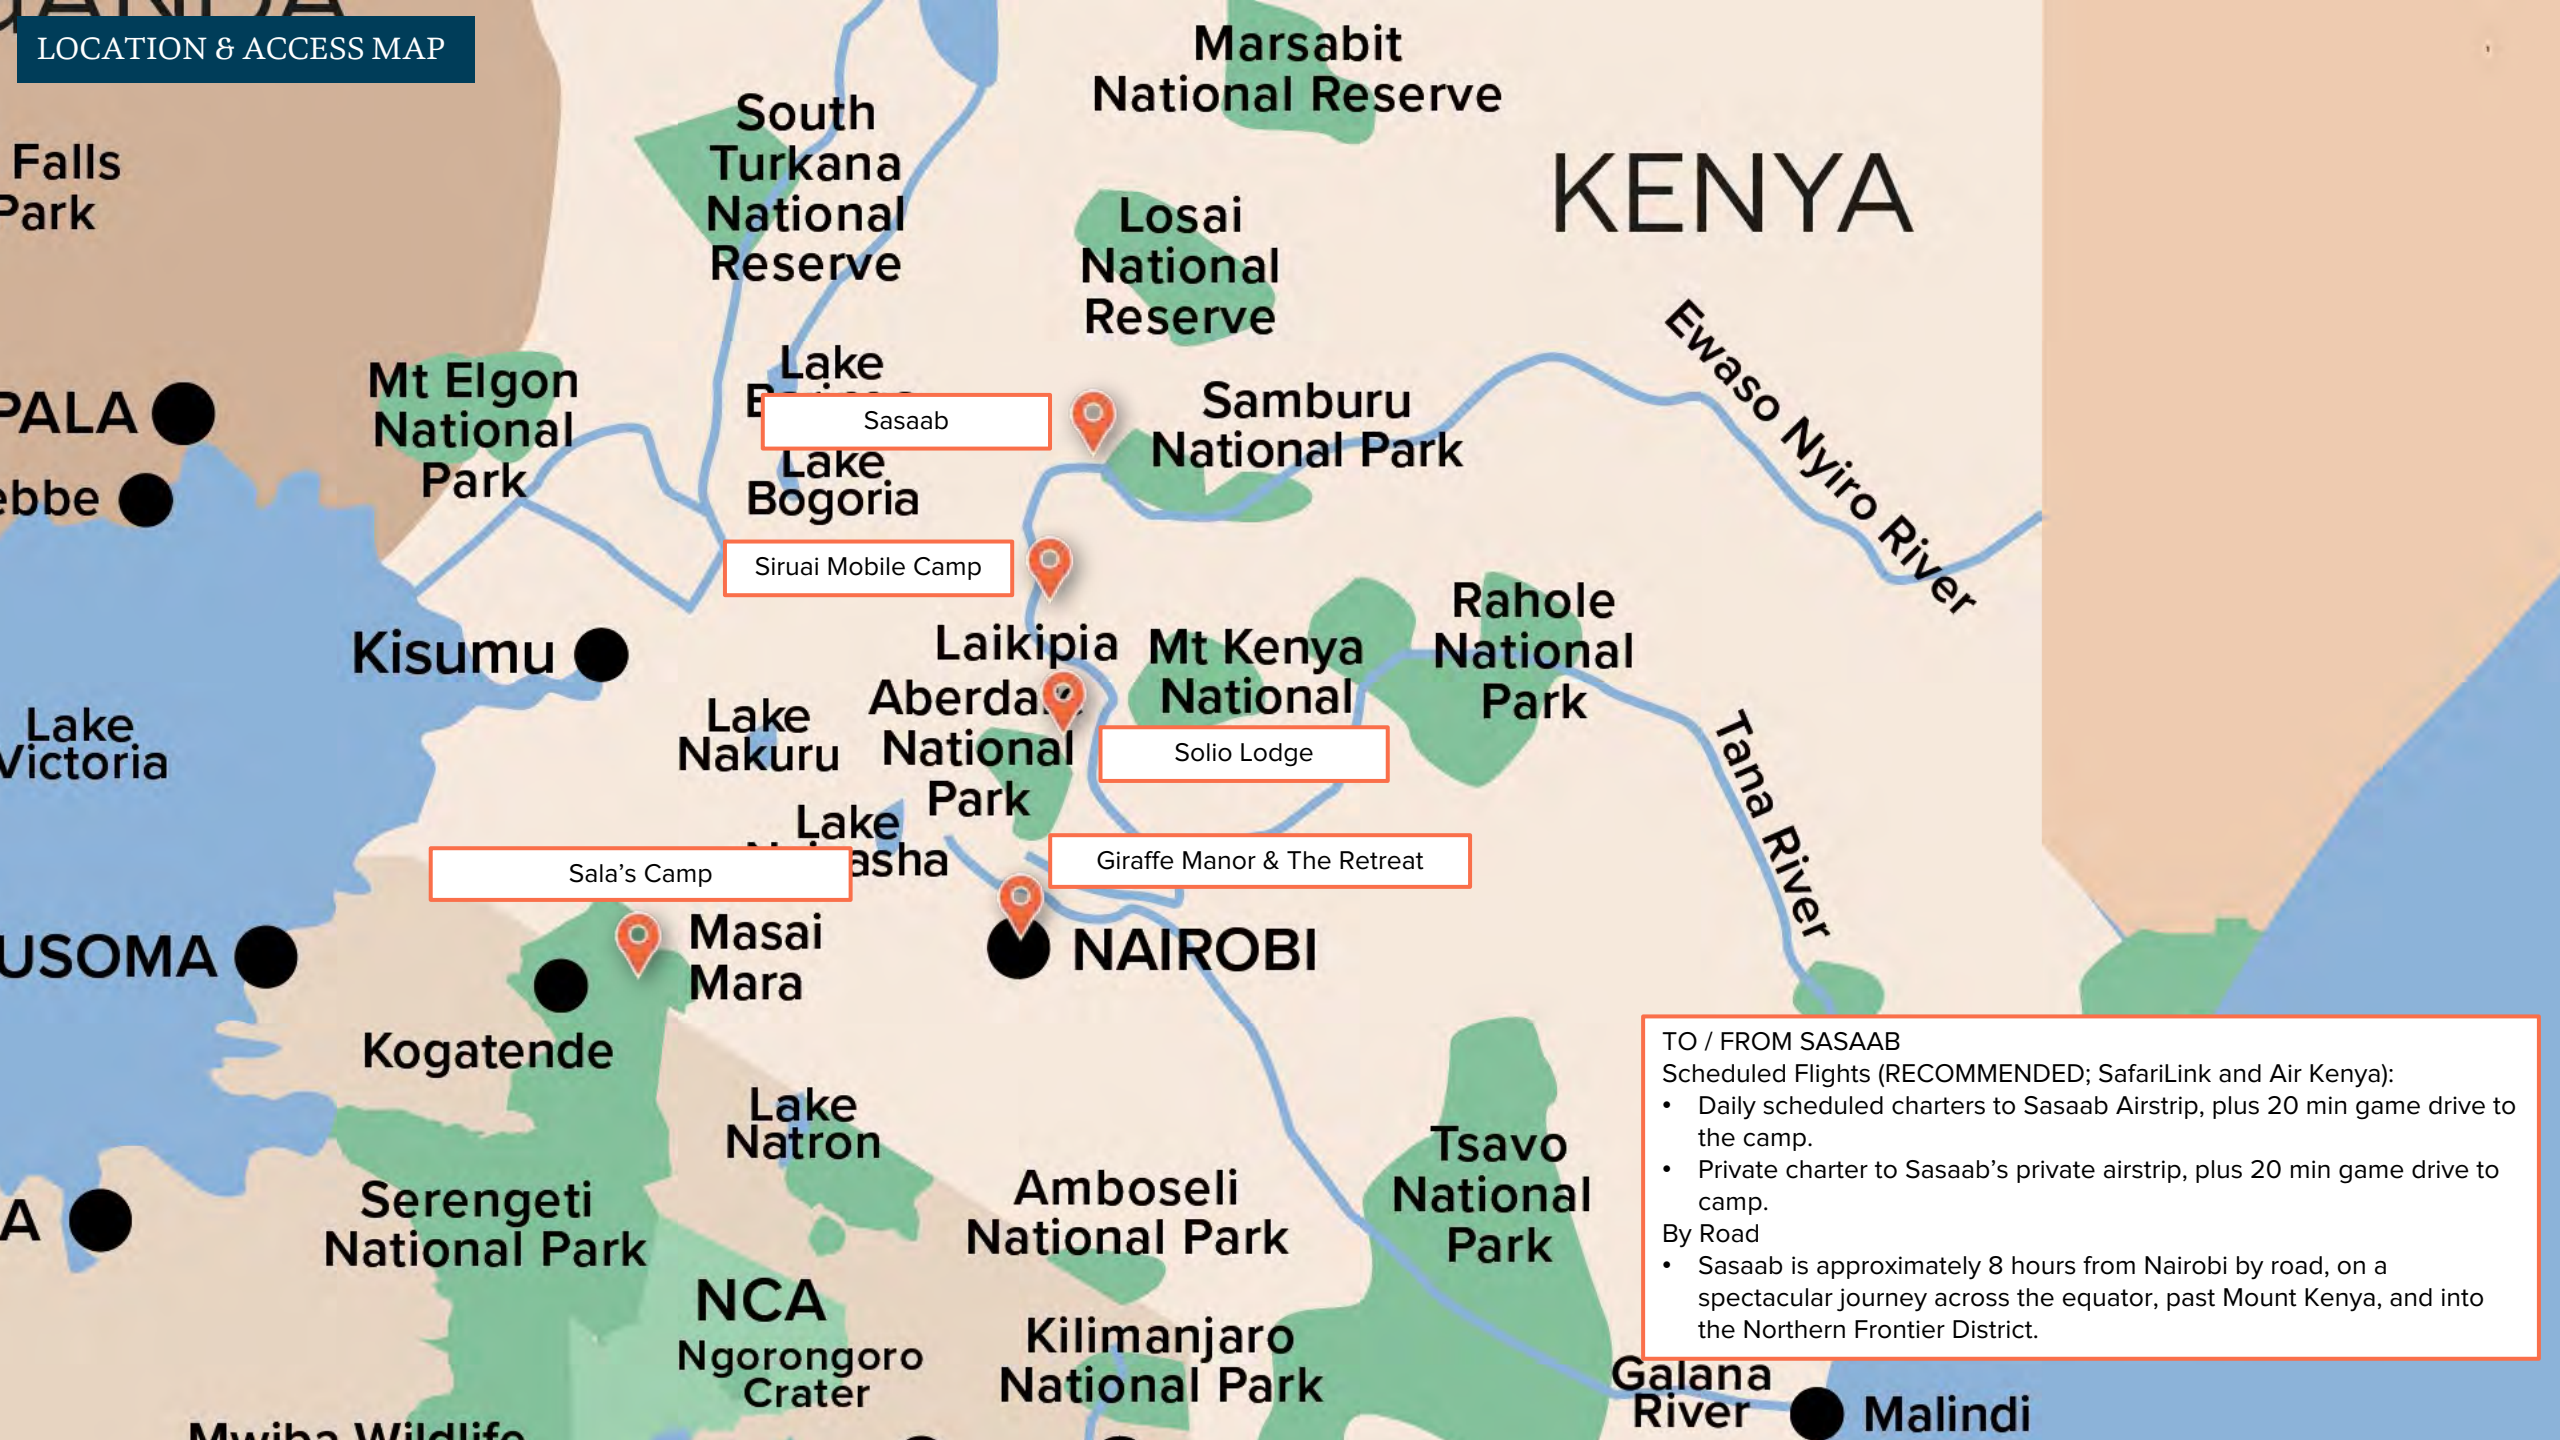 LOCATION & ACCESS MAP
Marsabit
National Reserve
KENYA
South
Turkana
National
Reserve
Falls
Park
Losai
National
Reserve
Ewaso Nyiro River
Mt Elgon
National
Park
Lake
Sasaab
Samburu
National Park
PALA
ebbe
Lake
Bogoria
Siruai Mobile Camp
Kisumu
Laikipia
Mt Kenya
National
Rahole
National
Park
Lake
Victoria
Lake
Nakuru
National
Park
Solio Lodge
Tana River
Lake
asha
Sala's Camp
Giraffe Manor & The Retreat
USOMA
Masai
Mara
NAIROBI
Kogatende
Lake
Natron
Serengeti
National Park
Amboseli
National Park
Tsavo
National
Park
A
NCA
Ngorongoro
Crater
Kilimanjaro
National Park
TO / FROM SASAAB
Scheduled Flights (RECOMMENDED; SafariLink and Air Kenya):
• Daily scheduled charters to Sasaab Airstrip, plus 20 min game drive to
the camp.
• Private charter to Sasaab's private airstrip, plus 20 min game drive to
camp.
By Road
• Sasaab is approximately 8 hours from Nairobi by road, on a
spectacular journey across the equator, past Mount Kenya, and into
the Northern Frontier District.
Galana
River
Malindi
Mwiba Wildlife